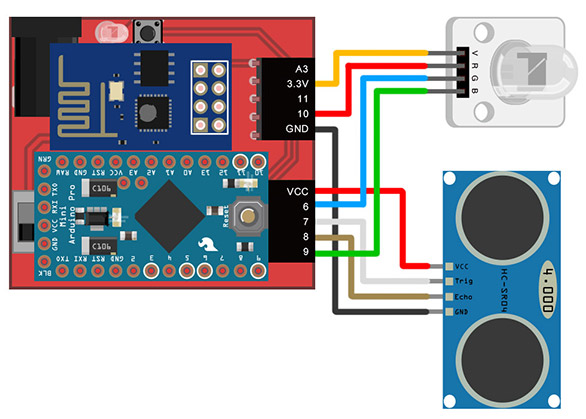 A3
3.3V
11
10
GND
V
R
G
B
GRN
RAW
GND
RST
VCC
A3
A2
A1
A0
13
12
11
10
C106
C106
Arduino Pro
Mini
Reset
GND VCC RXI TXO
BLK
TXO
RXI
RST
GND
2
3
4
5
6
7
8
9
VCC
6
7
8
9
VCC
Trig
Echo
GND
HC-SR04
4.000